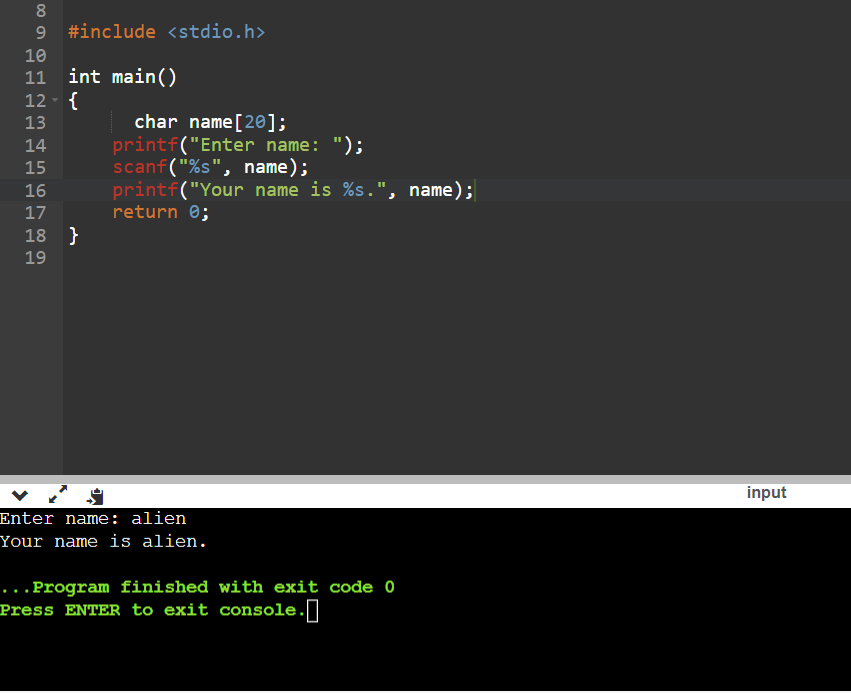 8
9 #include <stdio.h>
10
11 int main()
12 {
13 char name[20];
14 printf("Enter name: ");
15 scanf("%s", name);
16 printf("Your name is %s.", name);
17 return 0;
18 }
19
input
Enter name: alien
Your name is alien.
...Program finished with exit code 0
Press ENTER to exit console.